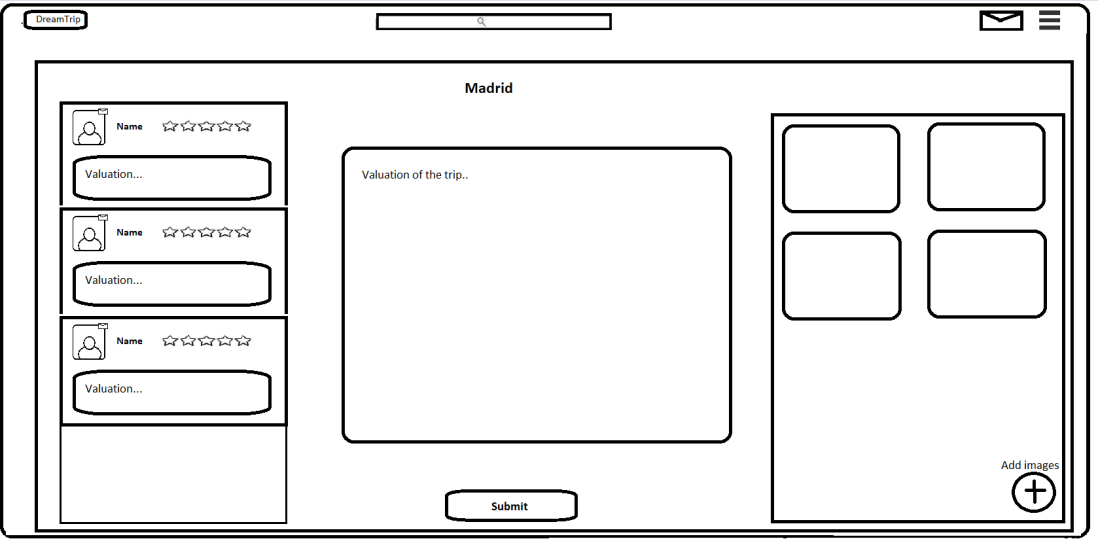 DreamTrip
Madrid
Name
Valuation...
Name
Valuation...
Name
Valuation...
Valuation of the trip..
Submit
Add images